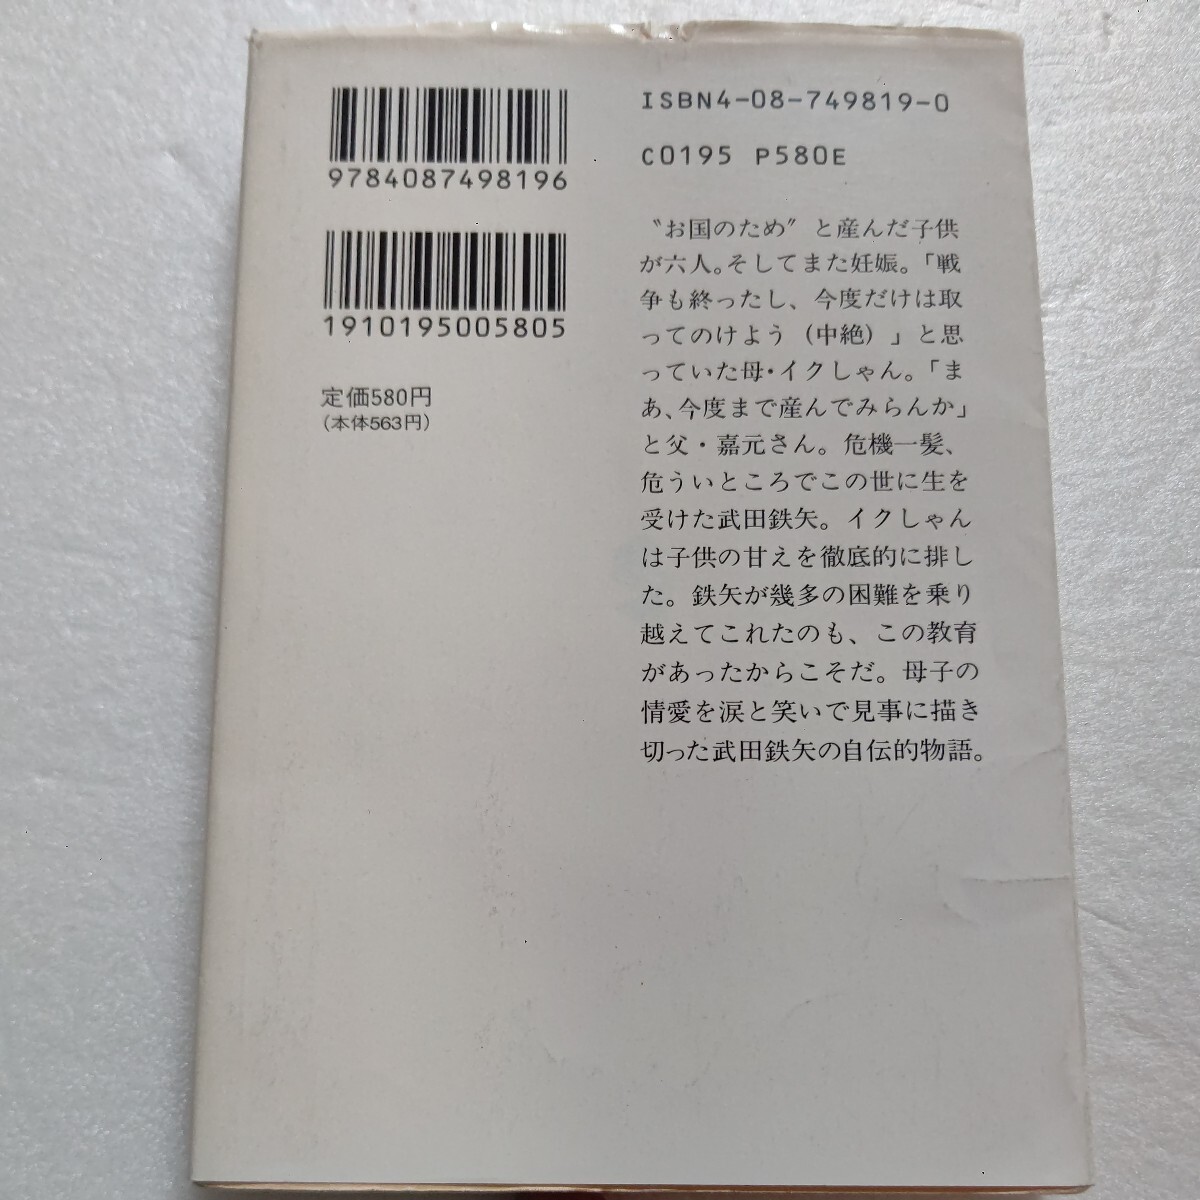 9784087498196
1910195005805
定価580円
（本体563円）
ISBN4-08-749819-0
C0195 P580E
〝お国のため〟と産んだ子供
が六人。そしてまた妊娠。「戦
争も終ったし、今度だけは取
ってのけよう（中絶）」と思
っていた母・イクしゃん。「ま
あ、今度まで産んでみらんか」
と父・嘉元さん。危機一髪、
危ういところでこの世に生を
受けた武田鉄矢。イクしゃん
は子供の甘えを徹底的に排し
た。鉄矢が幾多の困難を乗り
越えてこれたのも、この教育
があったからこそだ。母子の
情愛を涙と笑いで見事に描き
切った武田鉄矢の自伝的物語。